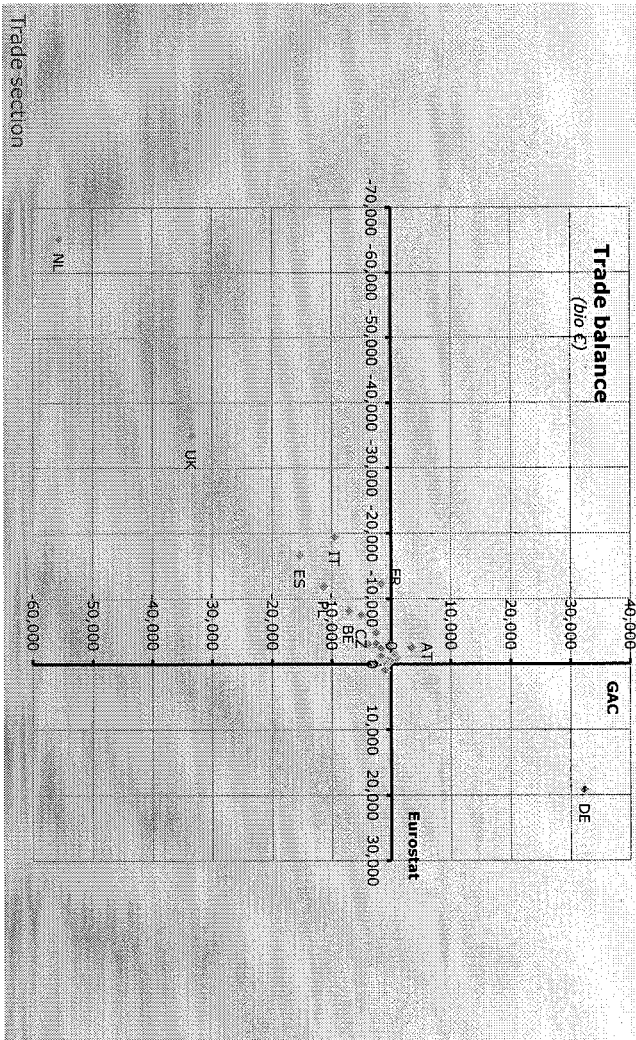 Trade balance
(bio €)
GAC
40,000
30,000
20,000
10,000
0
-10,000
-20,000
-30,000
-40,000
-50,000
-60,000
-70,000
-60,000
-50,000
-40,000
-30,000
-20,000
-10,000
0
10,000
20,000
30,000
Eurostat
DE
AT
FR
IT
CZ
BE
PL
ES
UK
NL
Trade section